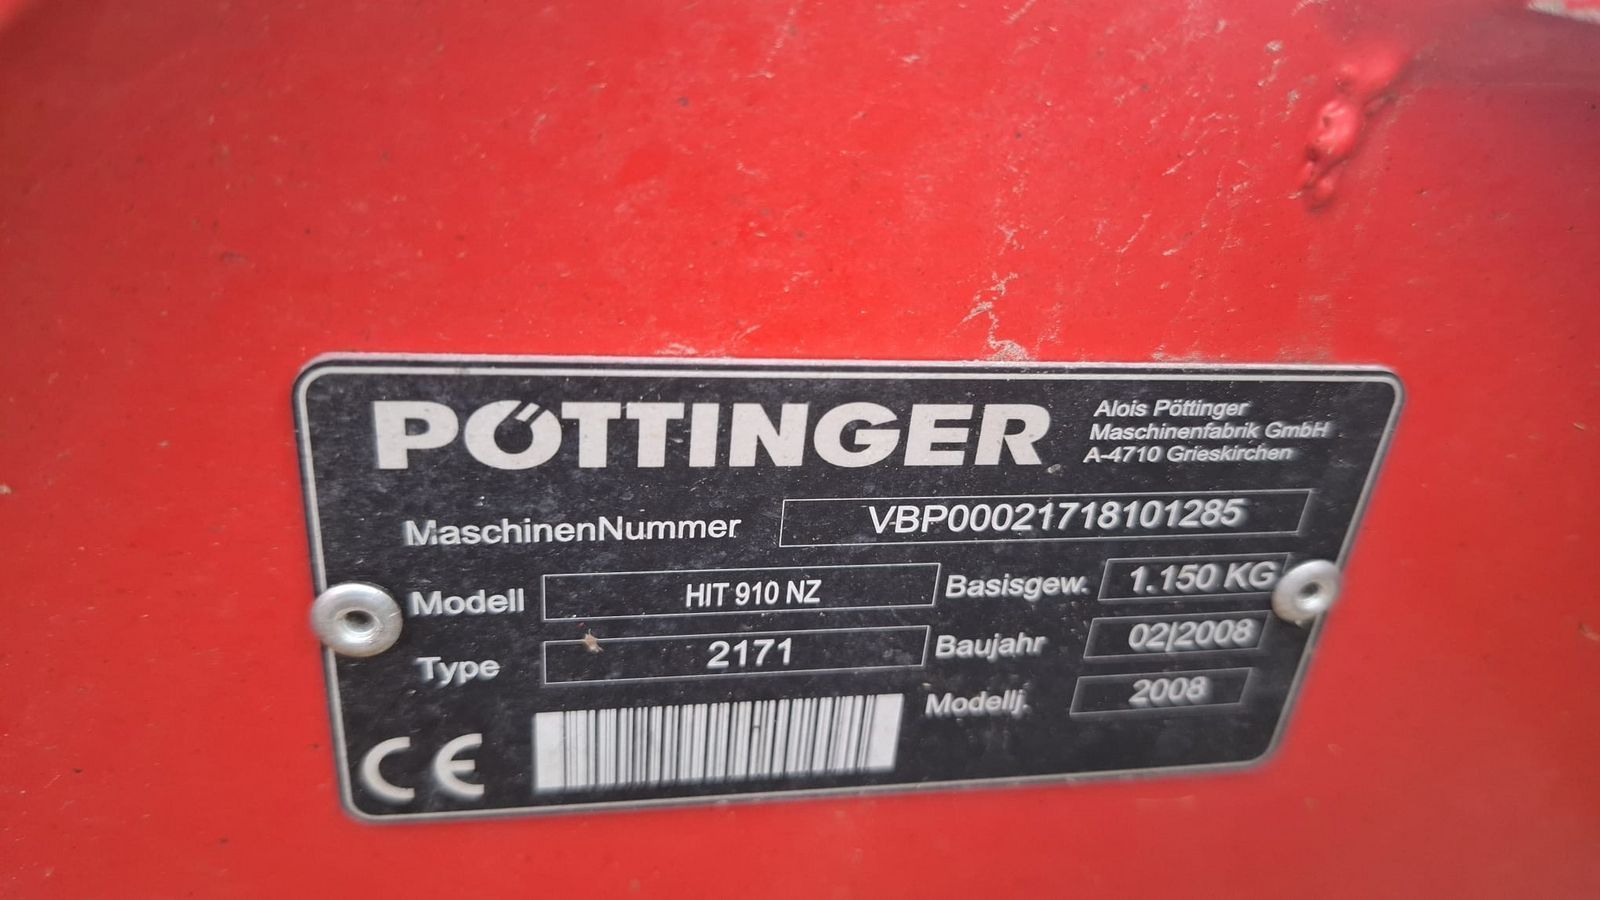 PÖTTINGER
Alois Pöttinger
Maschinenfabrik GmbH
A-4710 Grieskirchen
MaschinenNummer VBP00021718101285
Modell HIT 910 NZ Basisgew. 1.150 KG
Type 2171 Baujahr 02|2008
Modellj. 2008
CE